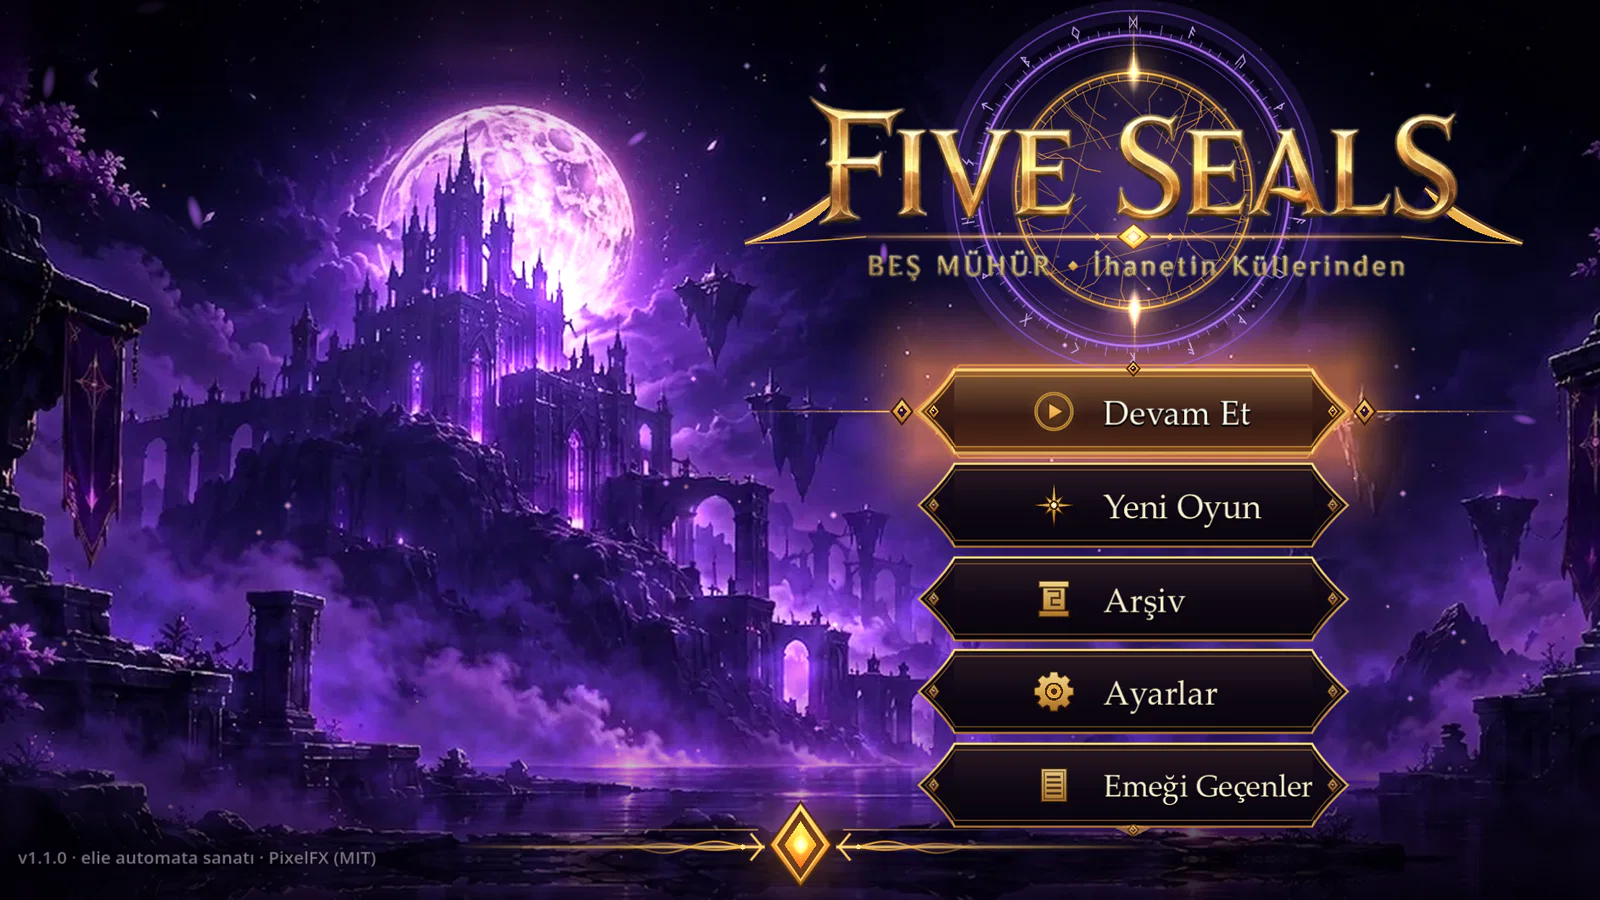 FIVE SEALS
BEŞ MÜHÜR • İhanetin Küllerinden
Devam Et
Yeni Oyun
Arşiv
Ayarlar
Emeği Geçenler
v1.1.0 · elie automata sanatı · PixelFX (MIT)